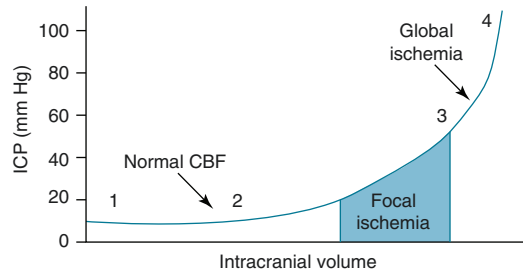 ICP (mm Hg)
100
80
60
40
20
0
1
Normal CBF
2
3
Global
ischemia
4
Focal
ischemia
Intracranial volume